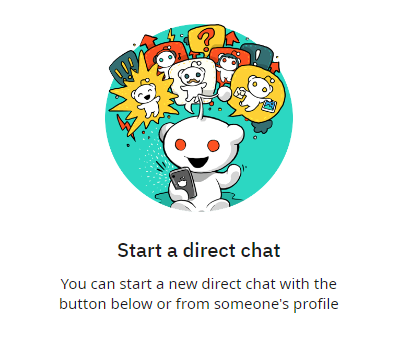 !!!
?
!
Start a direct chat
You can start a new direct chat with the
button below or from someone's profile